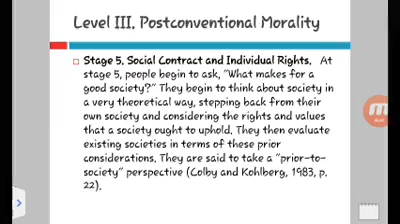 Level III. Postconventional Morality
Stage 5. Social Contract and Individual Rights. At
stage 5, people begin to ask, "What makes for a
good society?" They begin to think about society in
a very theoretical way, stepping back from their
own society and considering the rights and values
that a society ought to uphold. They then evaluate
existing societies in terms of these prior
considerations. They are said to take a "prior-to-
society" perspective (Colby and Kohlberg, 1983, p.
22).